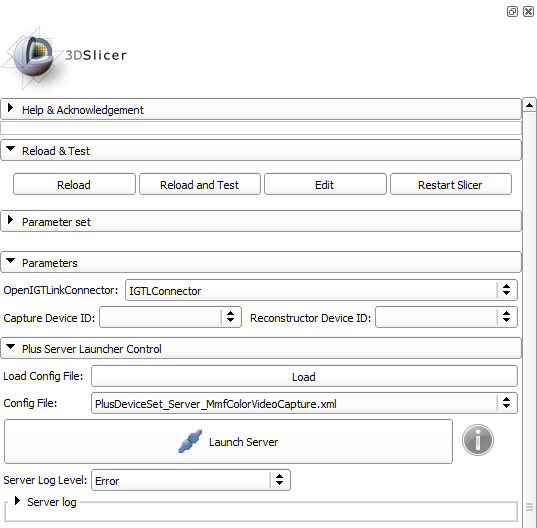 3DSlicer
Help & Acknowledgement
Reload & Test
Reload Reload and Test Edit Restart Slicer
Parameter set
Parameters
OpenIGTLinkConnector: IGTLConnector
Capture Device ID: Reconstructor Device ID:
Plus Server Launcher Control
Load Config File: Load
Config File: PlusDeviceSet_Server_MmfColorVideoCapture.xml
Launch Server i
Server Log Level: Error
Server log